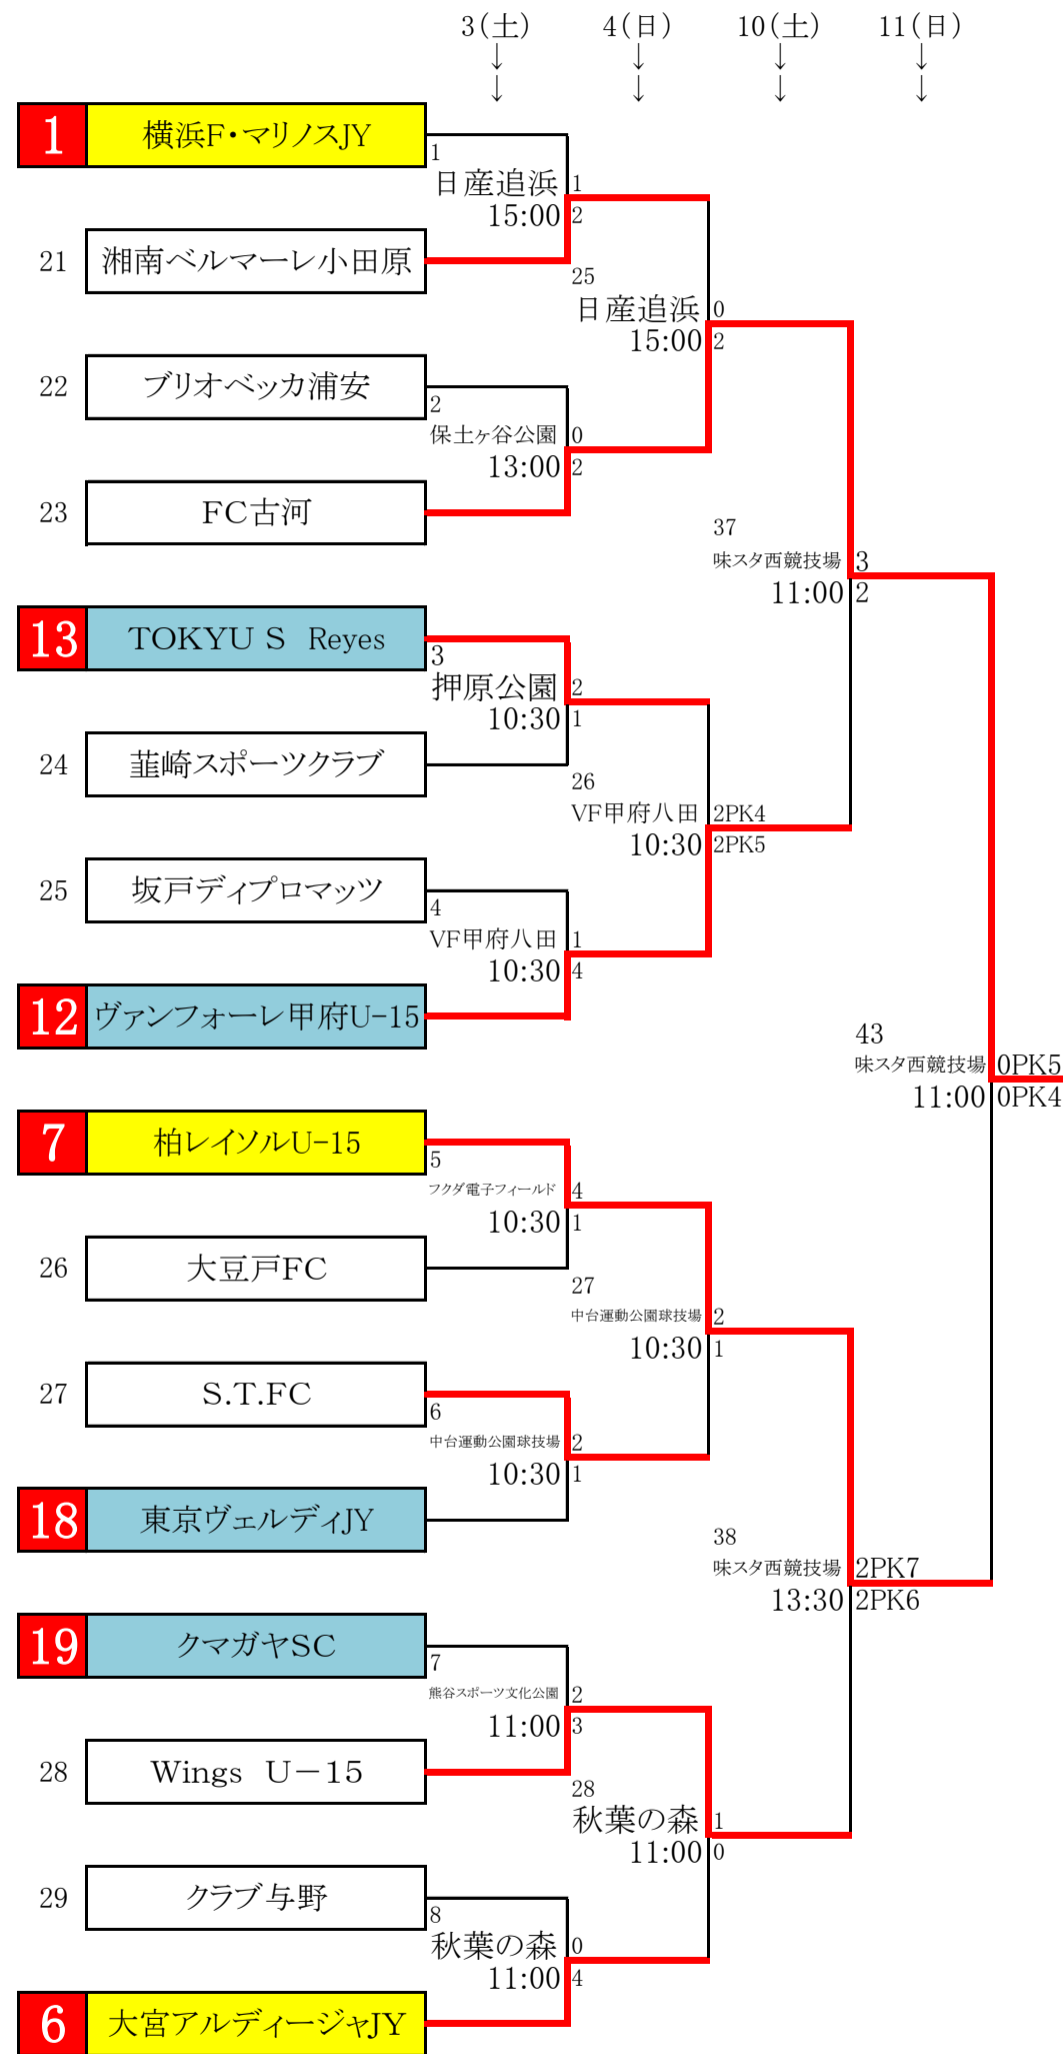 3(土) 4(日) 10(土) 11(日)
↓ ↓ ↓ ↓
↓ ↓ ↓ ↓
1 横浜F・マリノスJY
1
日産追浜 1
15:00 2
21 湘南ベルマーレ小田原
25
日産追浜 0
15:00 2
22 ブリオベッカ浦安
2
保土ヶ谷公園 0
13:00 2
23 FC古河
37
味スタ西競技場 3
11:00 2
13 TOKYU S Reyes
3
押原公園 2
10:30 1
24 韮崎スポーツクラブ
26
VF甲府八田 2PK4
10:30 2PK5
25 坂戸ディプロマッツ
4
VF甲府八田 1
10:30 4
12 ヴァンフォーレ甲府U-15
43
味スタ西競技場 0PK5
11:00 0PK4
7 柏レイソルU-15
5
フクダ電子フィールド 4
10:30 1
26 大豆戸FC
27
中台運動公園球技場 2
10:30 1
27 S.T.FC
6
中台運動公園球技場 2
10:30 1
18 東京ヴェルディJY
38
味スタ西競技場 2PK7
13:30 2PK6
19 クマガヤSC
7
熊谷スポーツ文化公園 2
11:00 3
28 Wings U－15
28
秋葉の森 1
11:00 0
29 クラブ与野
8
秋葉の森 0
11:00 4
6 大宮アルディージャJY